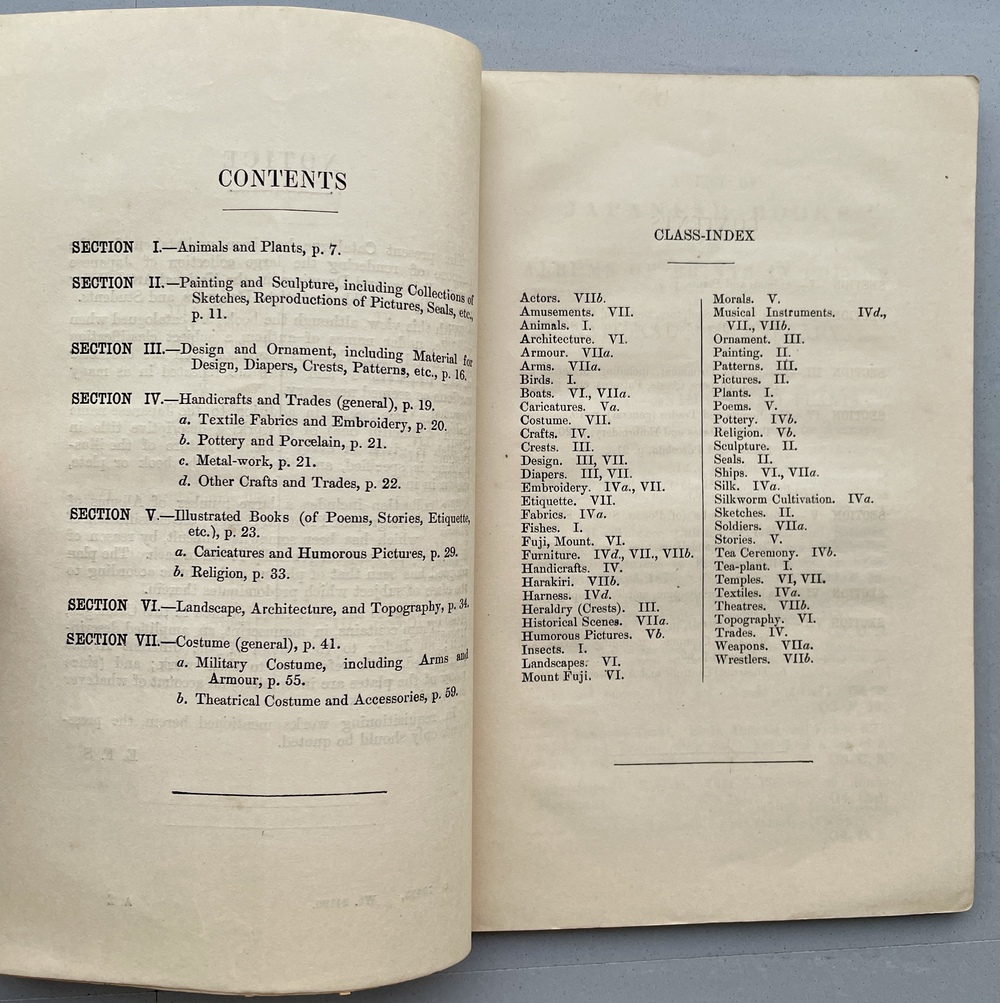 CONTENTS
SECTION I.—Animals and Plants, p. 7.
SECTION II.—Painting and Sculpture, including Collections of
Sketches, Reproductions of Pictures, Seals, etc.,
p. 11.
SECTION III.—Design and Ornament, including Material for
Design, Diapers, Crests, Patterns, etc., p. 16.
SECTION IV.—Handicrafts and Trades (general), p. 19.
a. Textile Fabrics and Embroidery, p. 20.
b. Pottery and Porcelain, p. 21.
c. Metal-work, p. 21.
d. Other Crafts and Trades, p. 22.
SECTION V.—Illustrated Books (of Poems, Stories, Etiquette,
etc.), p. 23.
a. Caricatures and Humorous Pictures, p. 29.
b. Religion, p. 33.
SECTION VI.—Landscape, Architecture, and Topography, p. 34.
SECTION VII.—Costume (general), p. 41.
a. Military Costume, including Arms and
Armour, p. 55.
b. Theatrical Costume and Accessories, p. 59.
CLASS-INDEX
Actors. VIIb.
Amusements. VII.
Animals. I.
Architecture. VI.
Armour. VIIa.
Arms. VIIa.
Birds. I.
Boats. VI., VIIa.
Caricatures. Va.
Costume. VII.
Crafts. IV.
Crests. III.
Design. III, VII.
Diapers. III, VII.
Embroidery. IVa., VII.
Etiquette. VII.
Fabrics. IVa.
Fishes. I.
Fuji, Mount. VI.
Furniture. IVd., VII., VIIb.
Handicrafts. IV.
Harakiri. VIIb.
Harness. IVd.
Heraldry (Crests). III.
Historical Scenes. VIIa.
Humorous Pictures. Vb.
Insects. I.
Landscapes. VI.
Mount Fuji. VI.
Morals. V.
Musical Instruments. IVd.,
VII., VIIb.
Ornament. III.
Painting. II.
Patterns. III.
Pictures. II.
Plants. I.
Poems. V.
Pottery. IVb.
Religion. Vb.
Sculpture. II.
Seals. II.
Ships. VI., VIIa.
Silk. IVa.
Silkworm Cultivation. IVa.
Sketches. II.
Soldiers. VIIa.
Stories. V.
Tea Ceremony. IVb.
Tea-plant. I.
Temples. VI, VII.
Textiles. IVa.
Theatres. VIIb.
Topography. VI.
Trades. IV.
Weapons. VIIa.
Wrestlers. VIIb.